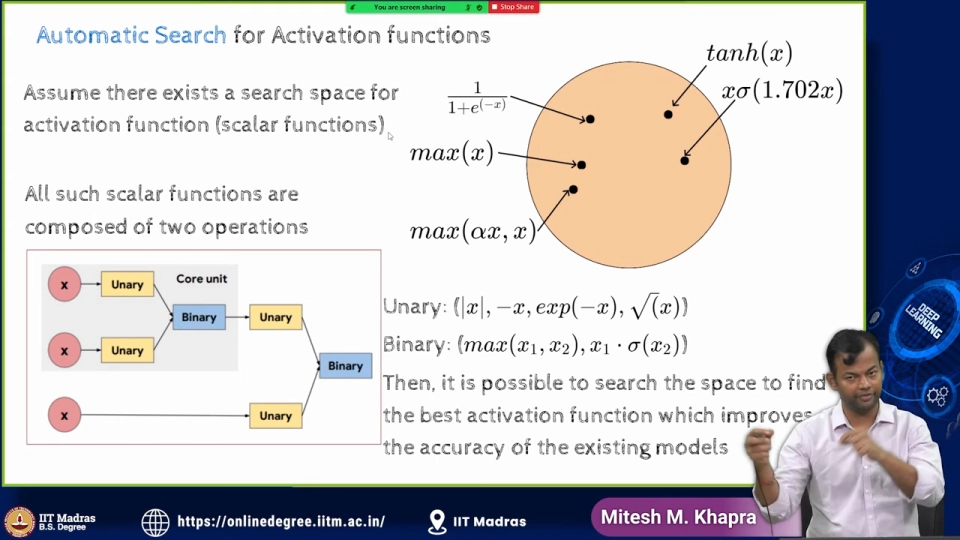 You are screen sharing
Stop Share
Automatic Search for Activation functions
Assume there exists a search space for
activation function (scalar functions)
All such scalar functions are
composed of two operations
1
1+e^(−x)
tanh(x)
xσ(1.702x)
max(x)
max(αx, x)
x
Unary
Core unit
Binary
Unary
x
Unary
Binary
x
Unary
Unary: (|x|, −x, exp(−x), √(x))
Binary: (max(x₁, x₂), x₁ · σ(x₂))
Then, it is possible to search the space to find
the best activation function which improves
the accuracy of the existing models
DEEP
LEARNING
IIT Madras
B.S. Degree
https://onlinedegree.iitm.ac.in/
IIT Madras
Mitesh M. Khapra